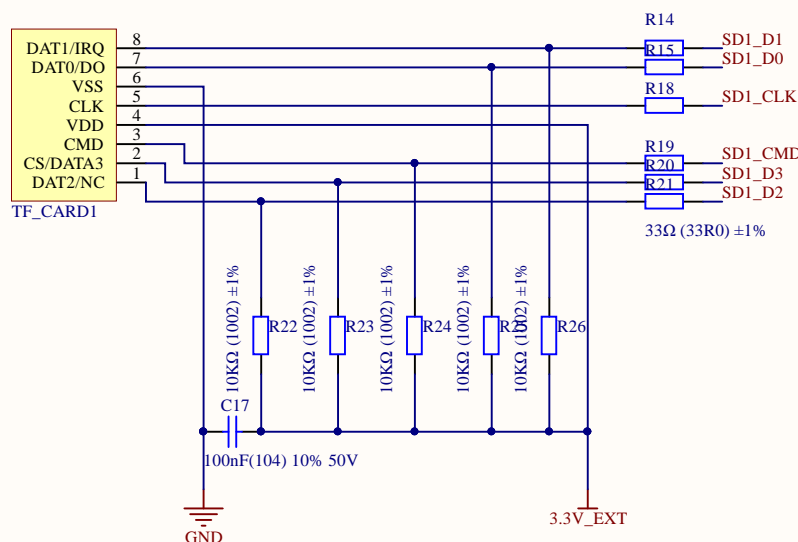 R14
DAT1/IRQ 8 SD1_D1
R15
DAT0/DO 7 SD1_D0
VSS 6
R18
CLK 5 SD1_CLK
VDD 4
R19
CMD 3 SD1_CMD
R20
CS/DATA3 2 SD1_D3
R21
DAT2/NC 1 SD1_D2
TF_CARD1
33Ω (33R0) ±1%
10KΩ (1002) ±1%
R22
10KΩ (1002) ±1%
R23
10KΩ (1002) ±1%
R24
10KΩ (1002) ±1%
R25
10KΩ (1002) ±1%
R26
C17
100nF(104) 10% 50V
GND
3.3V_EXT